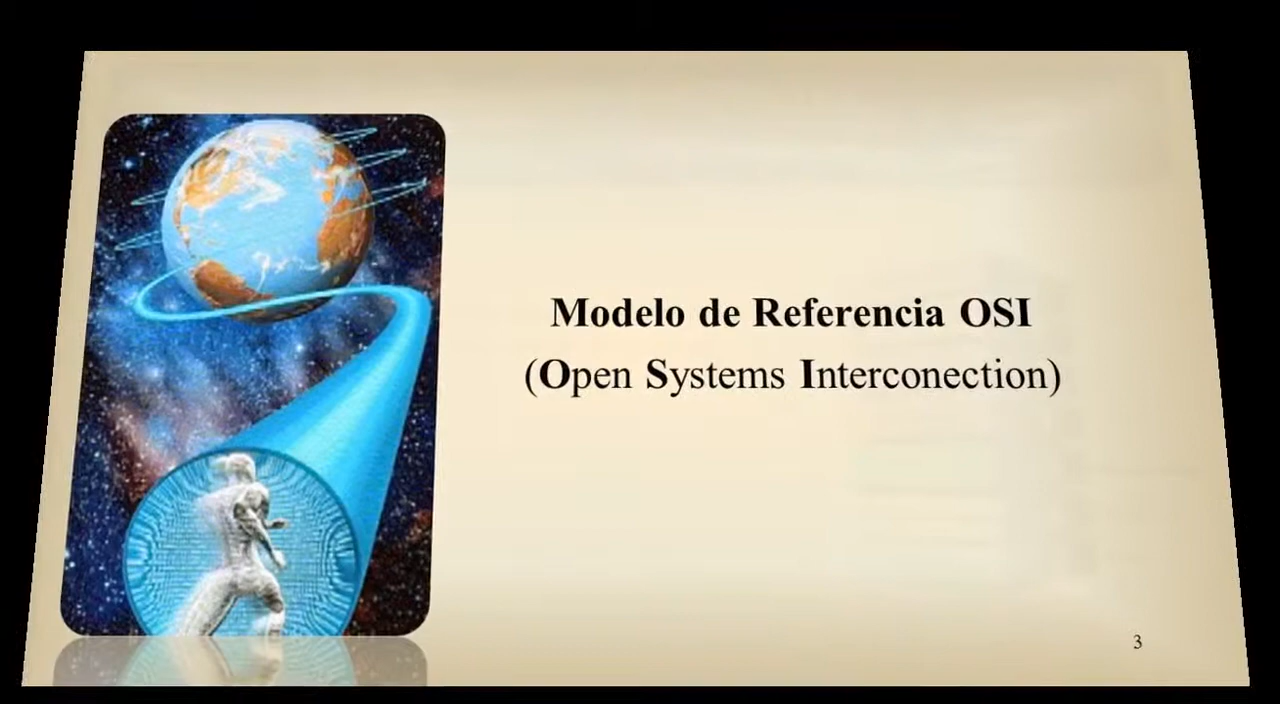 Modelo de Referencia OSI
(Open Systems Interconection)
3